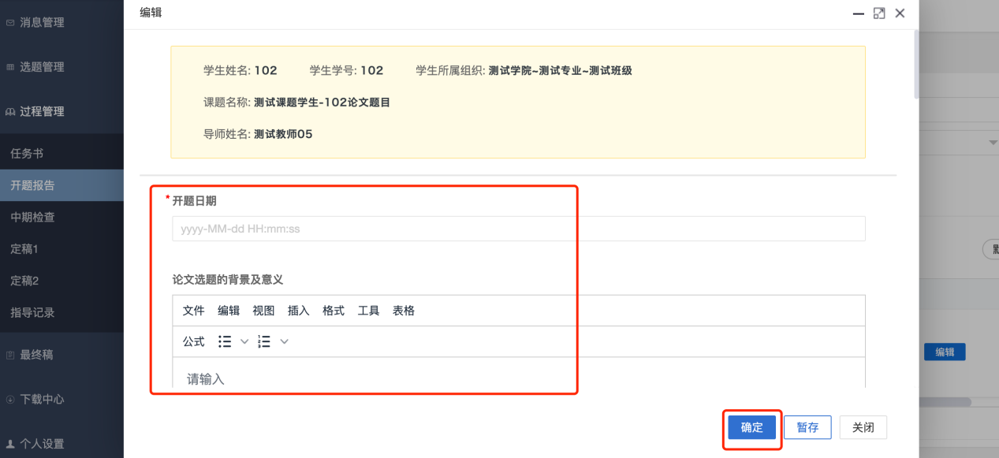 消息管理
选题管理
过程管理
任务书
开题报告
中期检查
定稿1
定稿2
指导记录
最终稿
下载中心
个人设置
编辑
学生姓名: 102 学生学号: 102 学生所属组织: 测试学院~测试专业~测试班级
课题名称: 测试课题学生-102论文题目
导师姓名: 测试教师05
* 开题日期
yyyy-MM-dd HH:mm:ss
论文选题的背景及意义
文件 编辑 视图 插入 格式 工具 表格
公式
请输入
确定 暂存 关闭
编辑